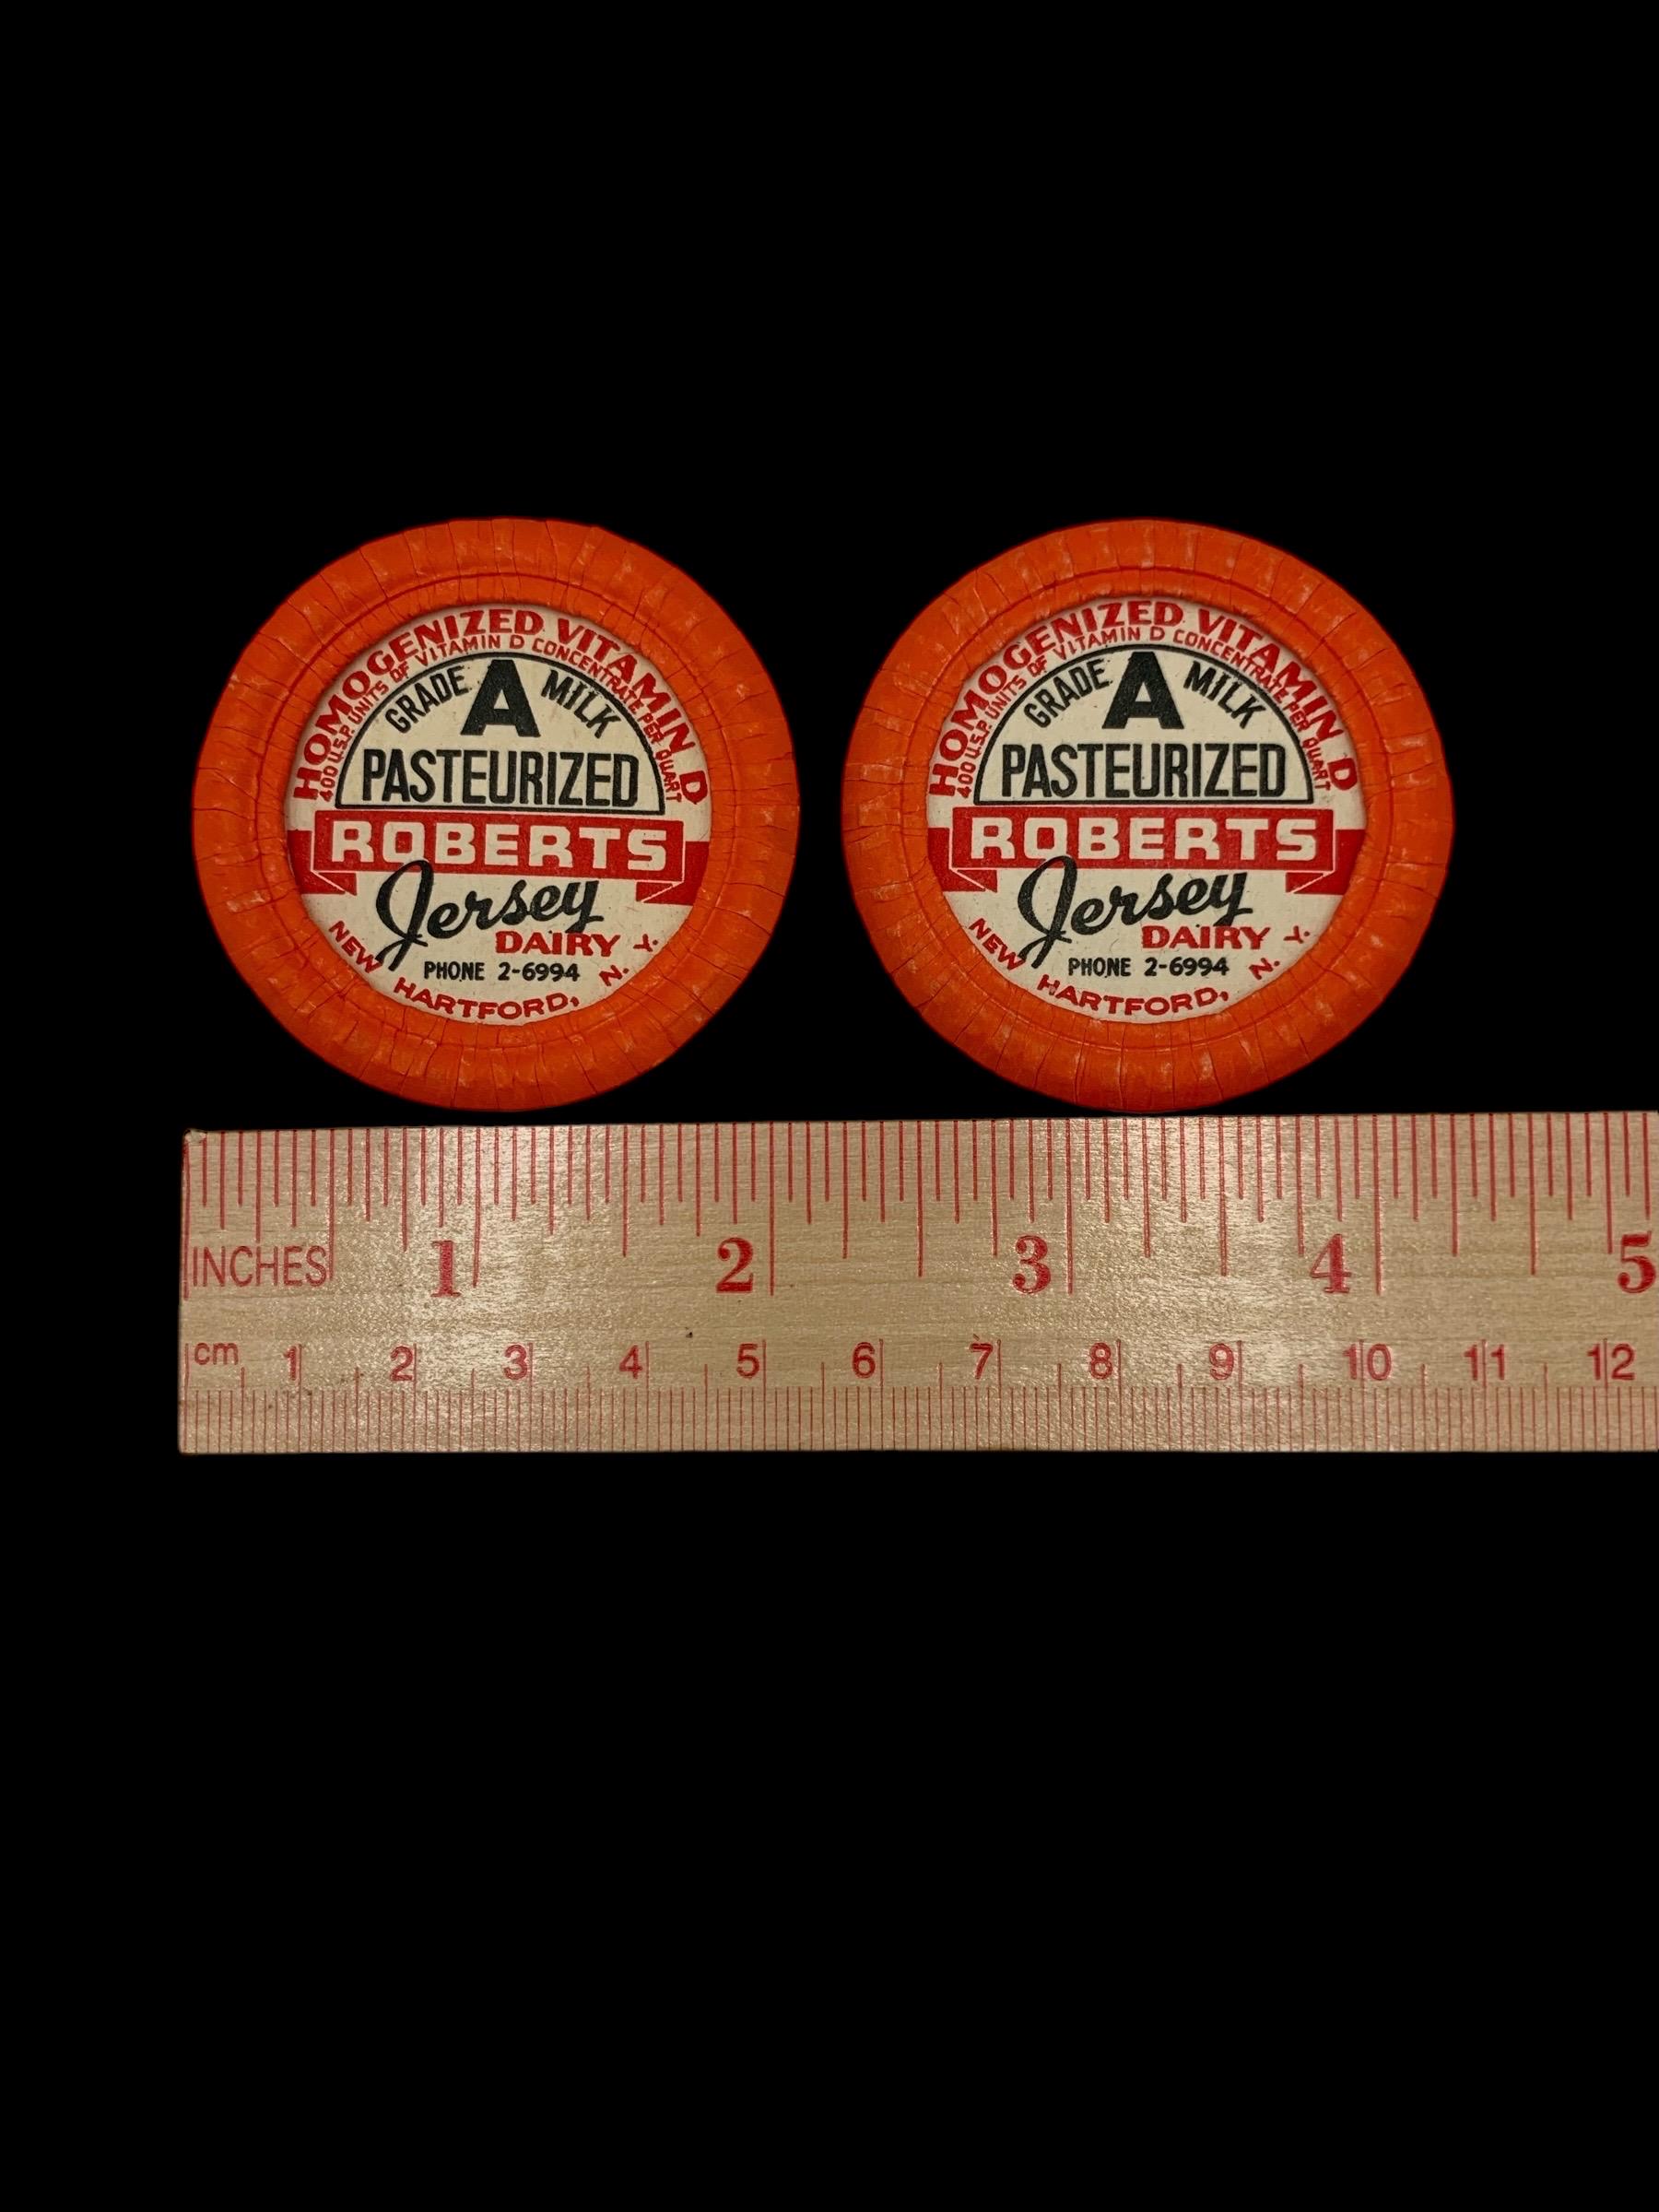 HOMOGENIZED VITAMIN D
400 U.S.P. UNITS OF VITAMIN D CONCENTRATE PER QUART
GRADE A MILK
PASTEURIZED
ROBERTS
Jersey
DAIRY
PHONE 2-6994
NEW HARTFORD, N. Y.
HOMOGENIZED VITAMIN D
400 U.S.P. UNITS OF VITAMIN D CONCENTRATE PER QUART
GRADE A MILK
PASTEURIZED
ROBERTS
Jersey
DAIRY
PHONE 2-6994
NEW HARTFORD, N. Y.
INCHES 1 2 3 4 5
cm 1 2 3 4 5 6 7 8 9 10 11 12